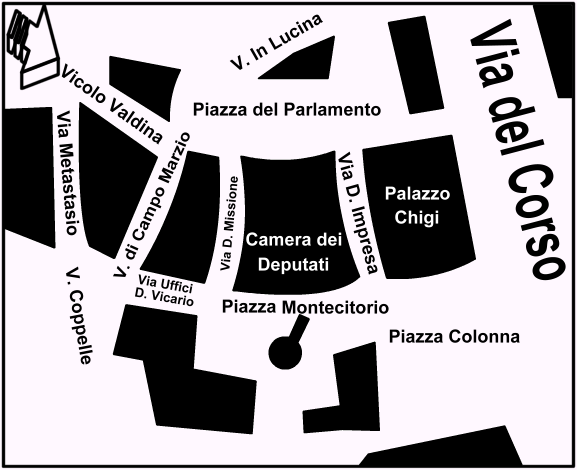 V. In Lucina
Via del Corso
Vicolo Valdina
Piazza del Parlamento
Via Metastasio
V. di Campo Marzio
Via D. Missione
Via D. Impresa
Palazzo
Chigi
Camera dei
Deputati
V. Coppelle
Via Uffici
D. Vicario
Piazza Montecitorio
Piazza Colonna